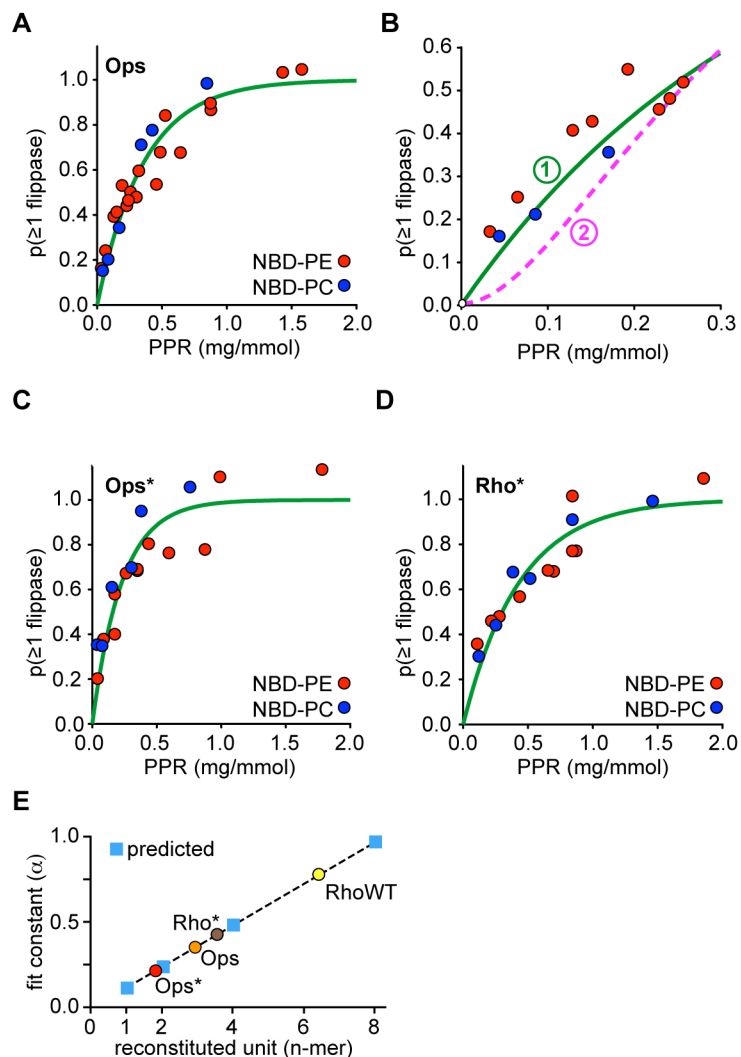 A
Ops
p(≥1 flippase)
1.0
0.8
0.6
0.4
0.2
0.0
NBD-PE
NBD-PC
0.0 0.5 1.0 1.5 2.0
PPR (mg/mmol)
B
p(≥1 flippase)
0.6
0.5
0.4
0.3
0.2
0.1
0.0
1
2
0.1 0.2 0.3
PPR (mg/mmol)
C
Ops*
p(≥1 flippase)
1.0
0.8
0.6
0.4
0.2
0.0
NBD-PE
NBD-PC
0.0 0.5 1.0 1.5 2.0
PPR (mg/mmol)
D
Rho*
p(≥1 flippase)
1.0
0.8
0.6
0.4
0.2
0.0
NBD-PE
NBD-PC
0.0 0.5 1.0 1.5 2.0
PPR (mg/mmol)
E
fit constant (α)
1.0
0.5
0.0
predicted
RhoWT
Rho*
Ops
Ops*
0 1 2 4 6 8
reconstituted unit (n-mer)